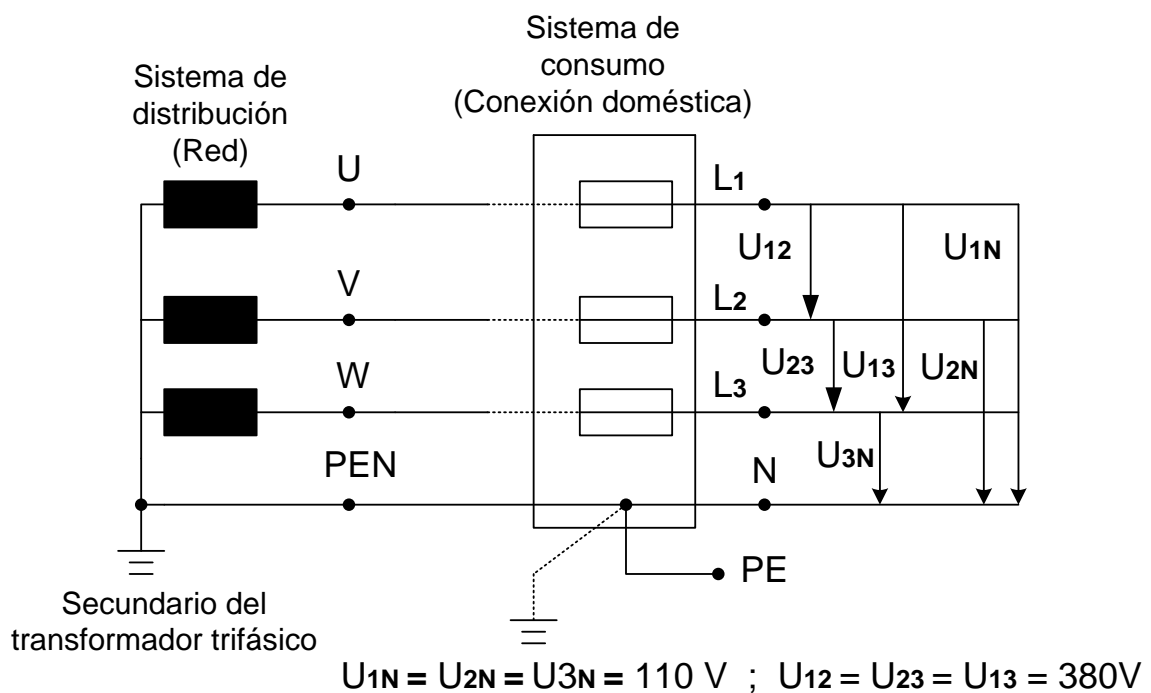 Sistema de
consumo
(Conexión doméstica)
Sistema de
distribución
(Red)
U
L1
U12
U1N
V
L2
U23
U13
U2N
W
L3
U3N
PEN
N
PE
Secundario del
transformador trifásico
U1N = U2N = U3N = 110 V ; U12 = U23 = U13 = 380V